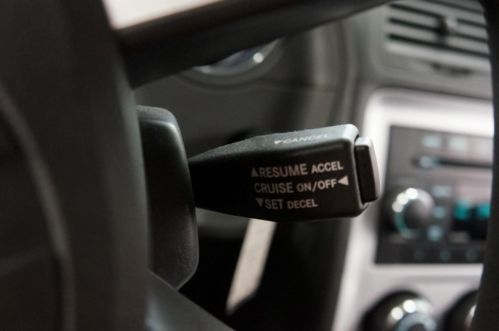 ▼CANCEL
▲RESUME ACCEL
CRUISE ON/OFF◀
▼SET DECEL